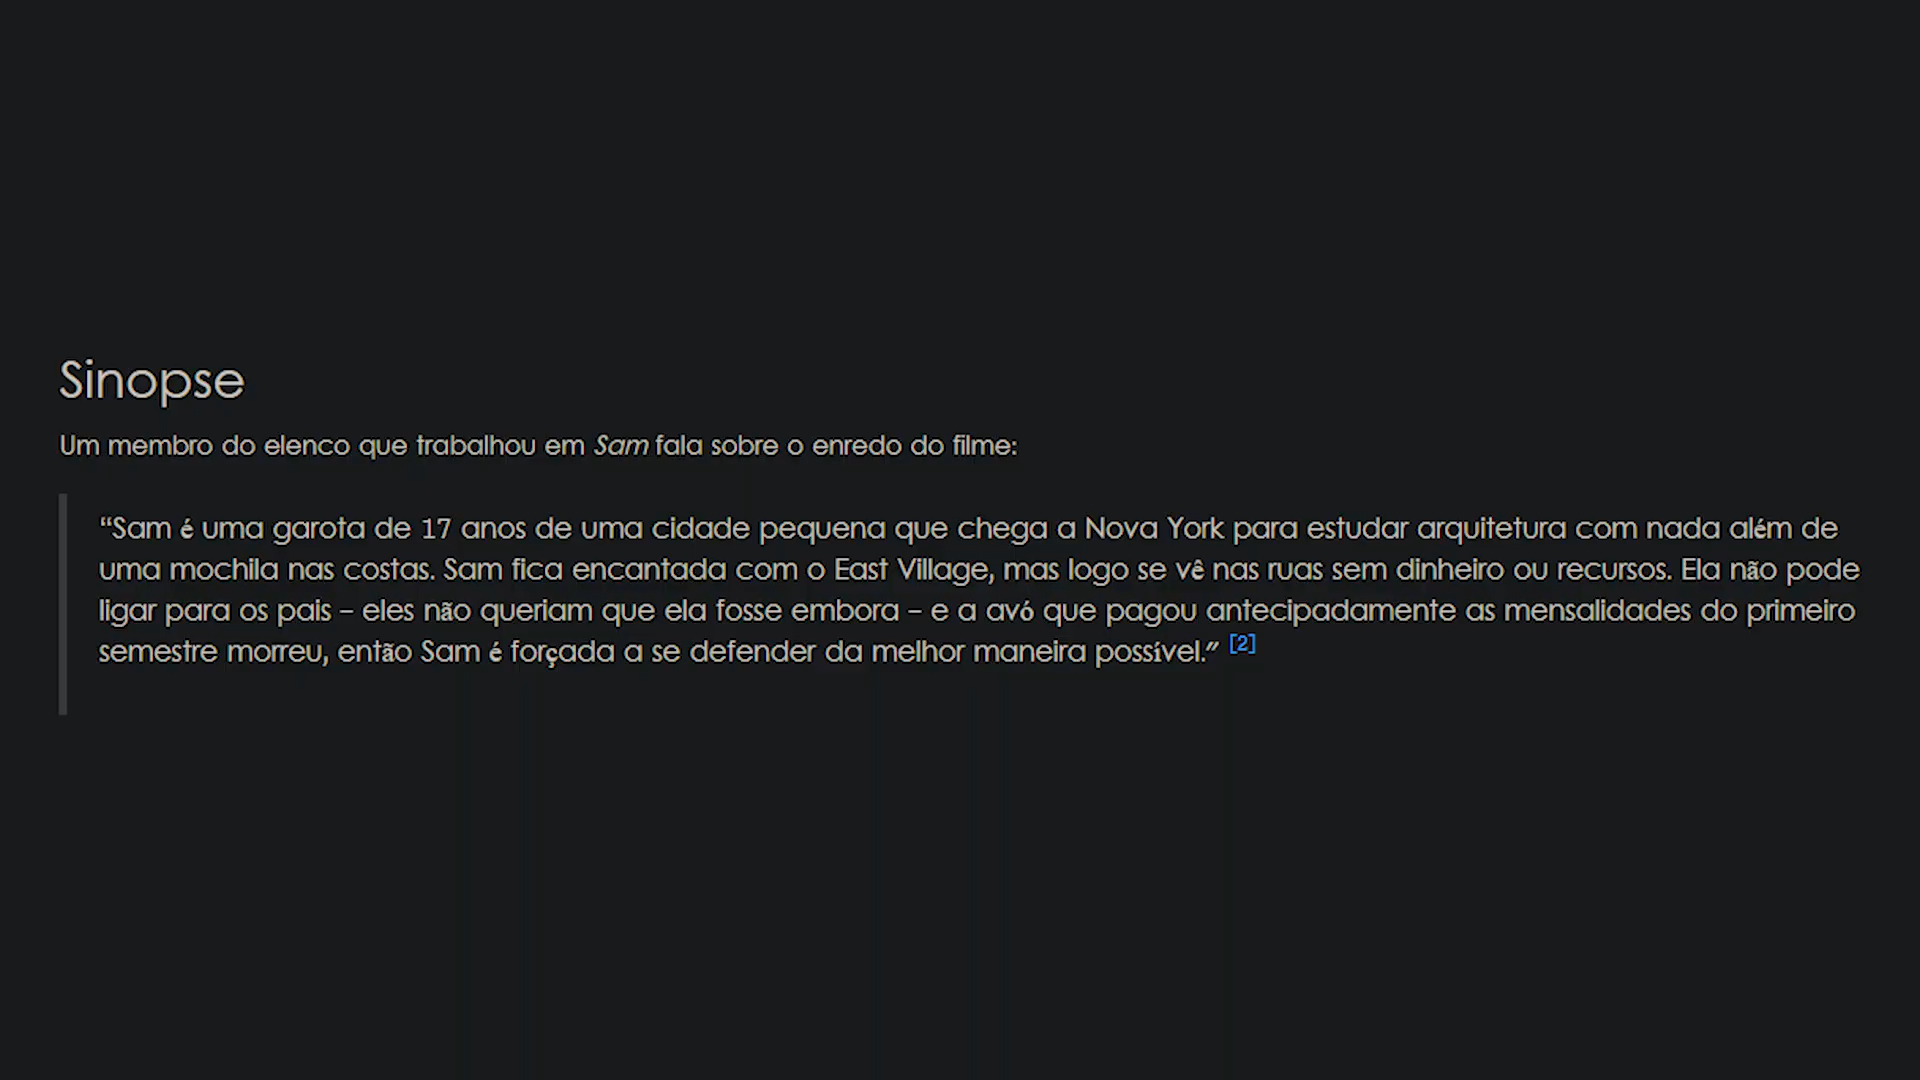 Sinopse
Um membro do elenco que trabalhou em Sam fala sobre o enredo do filme:
“Sam é uma garota de 17 anos de uma cidade pequena que chega a Nova York para estudar arquitetura com nada além de
uma mochila nas costas. Sam fica encantada com o East Village, mas logo se vê nas ruas sem dinheiro ou recursos. Ela não pode
ligar para os pais – eles não queriam que ela fosse embora – e a avó que pagou antecipadamente as mensalidades do primeiro
semestre morreu, então Sam é forçada a se defender da melhor maneira possível.” [2]